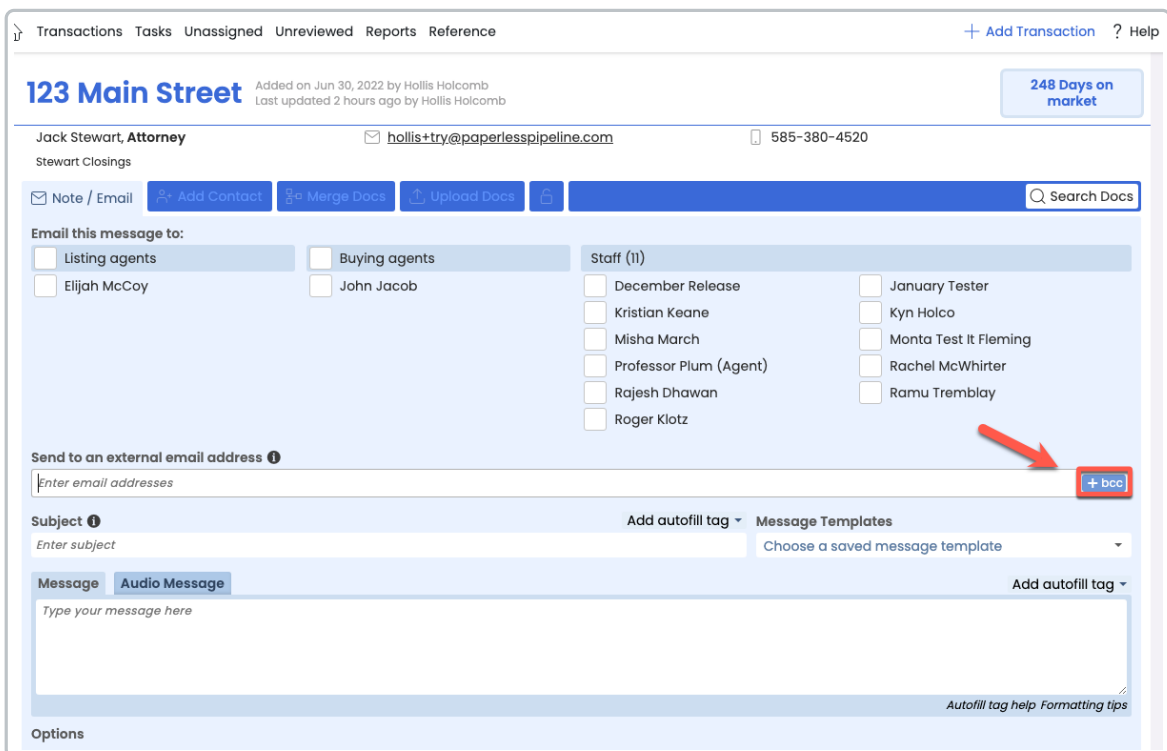 Transactions Tasks Unassigned Unreviewed Reports Reference + Add Transaction ? Help
123 Main Street
Added on Jun 30, 2022 by Hollis Holcomb
Last updated 2 hours ago by Hollis Holcomb
248 Days on
market
Jack Stewart, Attorney hollis+try@paperlesspipeline.com 585-380-4520
Stewart Closings
Note / Email Add Contact Merge Docs Upload Docs Search Docs
Email this message to:
Listing agents Buying agents Staff (11)
Elijah McCoy John Jacob December Release January Tester
Kristian Keane Kyn Holco
Misha March Monta Test It Fleming
Professor Plum (Agent) Rachel McWhirter
Rajesh Dhawan Ramu Tremblay
Roger Klotz
Send to an external email address
Enter email addresses + bcc
Subject Add autofill tag Message Templates
Enter subject Choose a saved message template
Message Audio Message Add autofill tag
Type your message here
Autofill tag help Formatting tips
Options